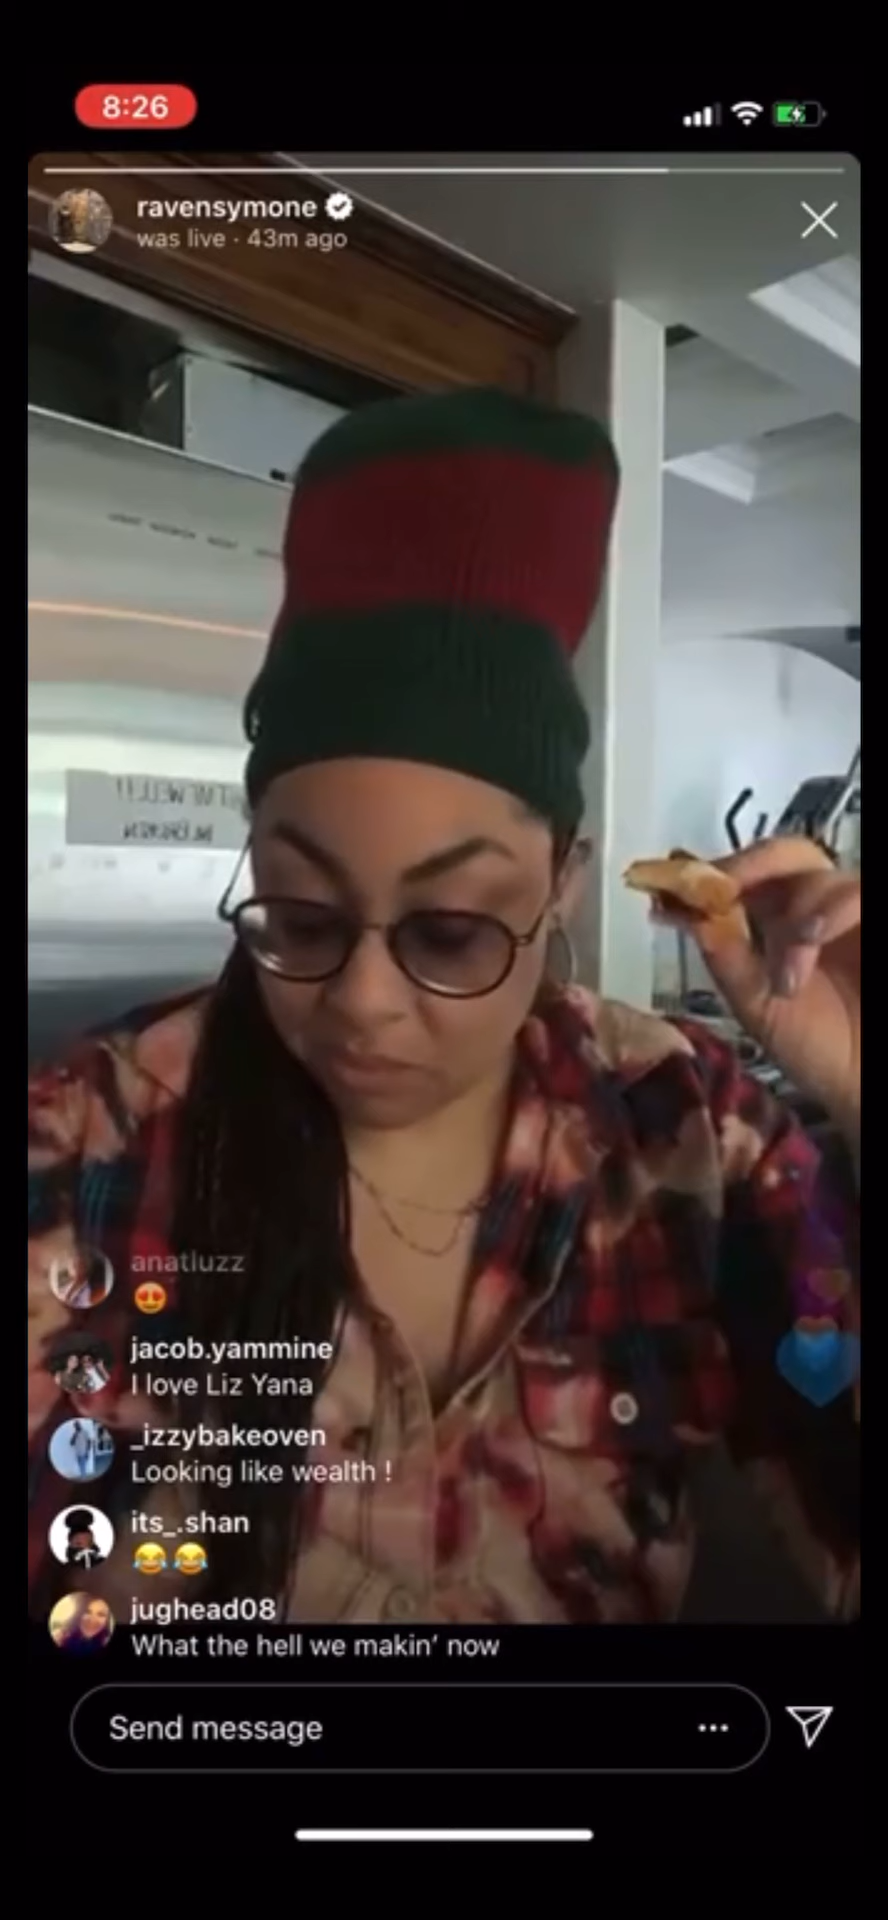 8:26
ravensymone
was live · 43m ago
anatluzz
😍
jacob.yammine
I love Liz Yana
_izzybakeoven
Looking like wealth !
its_.shan
😂😂
jughead08
What the hell we makin’ now
Send message